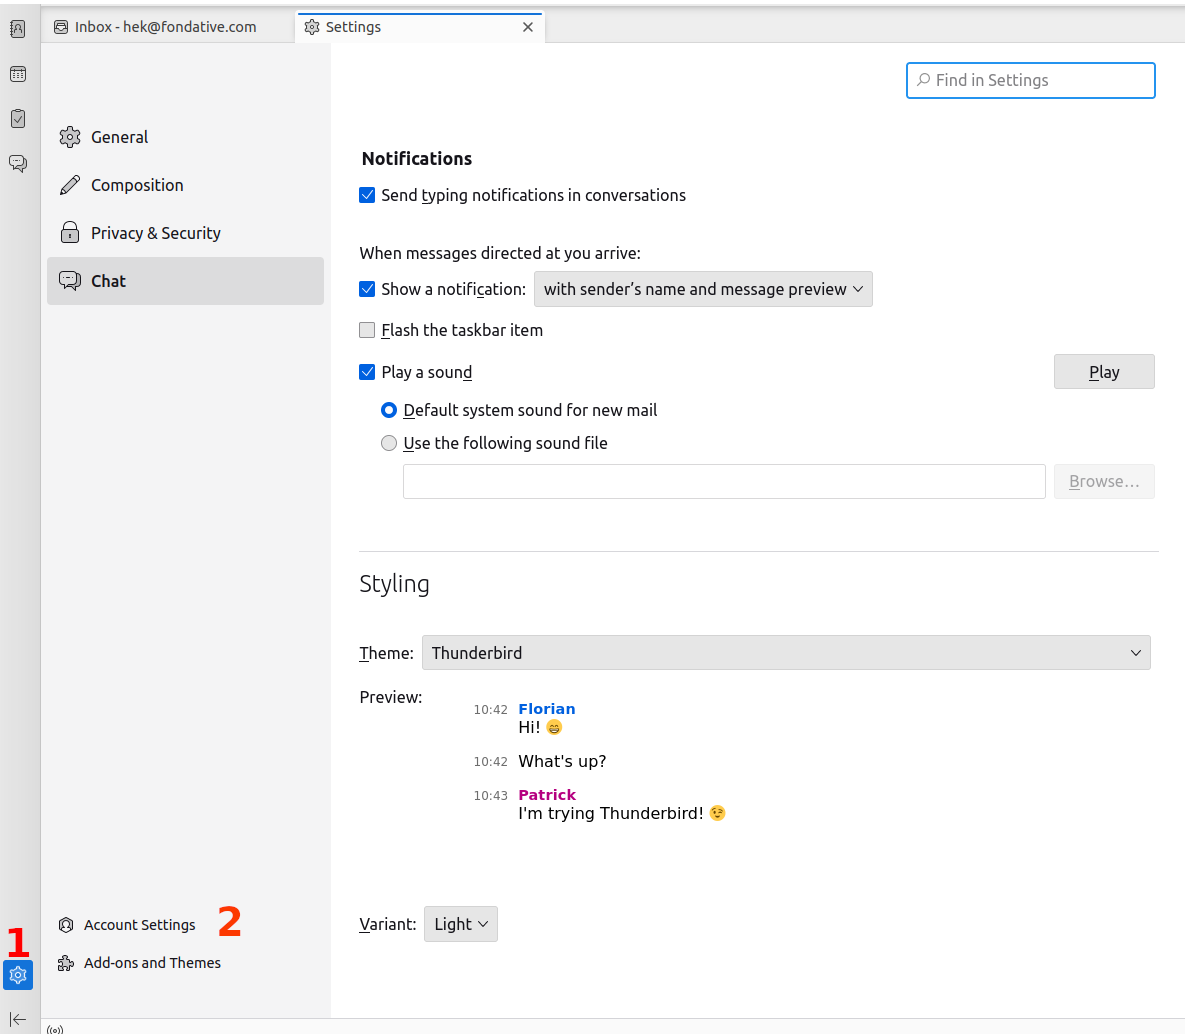 Inbox - hek@fondative.com
Settings
Find in Settings
General
Composition
Privacy & Security
Chat
Notifications
Send typing notifications in conversations
When messages directed at you arrive:
Show a notification: with sender’s name and message preview
Flash the taskbar item
Play a sound Play
Default system sound for new mail
Use the following sound file
Browse…
Styling
Theme: Thunderbird
Preview:
10:42 Florian
Hi! 😄
10:42 What's up?
10:43 Patrick
I'm trying Thunderbird! 😉
Variant: Light
Account Settings 2
1
Add-ons and Themes